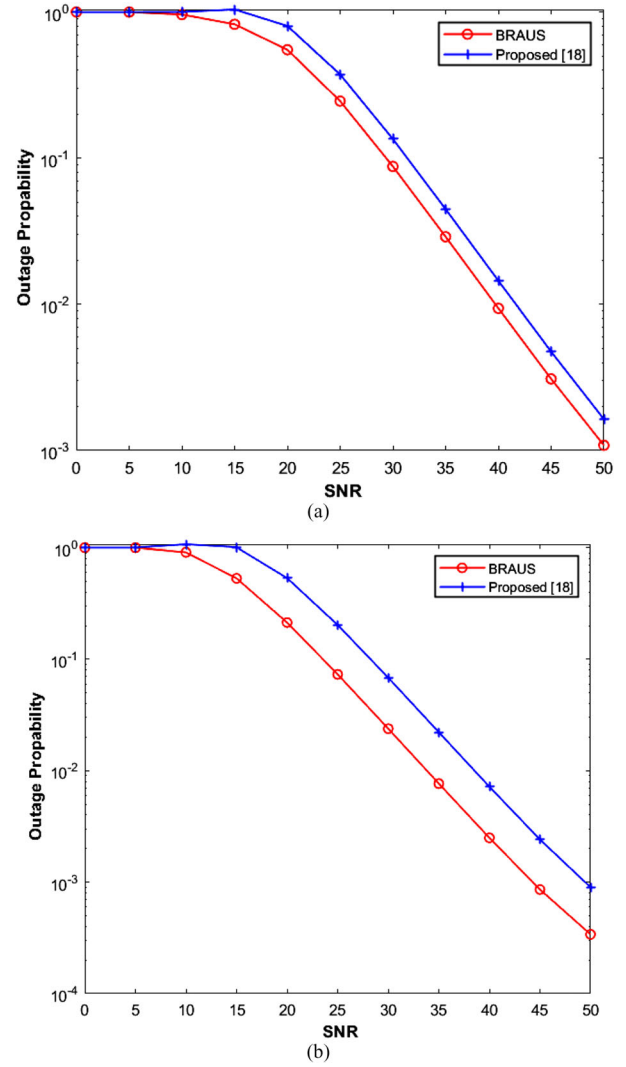 10^0
10^-1
10^-2
10^-3
Outage Propability
BRAUS
Proposed [18]
0 5 10 15 20 25 30 35 40 45 50
SNR
(a)
10^0
10^-1
10^-2
10^-3
10^-4
Outage Propability
BRAUS
Proposed [18]
0 5 10 15 20 25 30 35 40 45 50
SNR
(b)